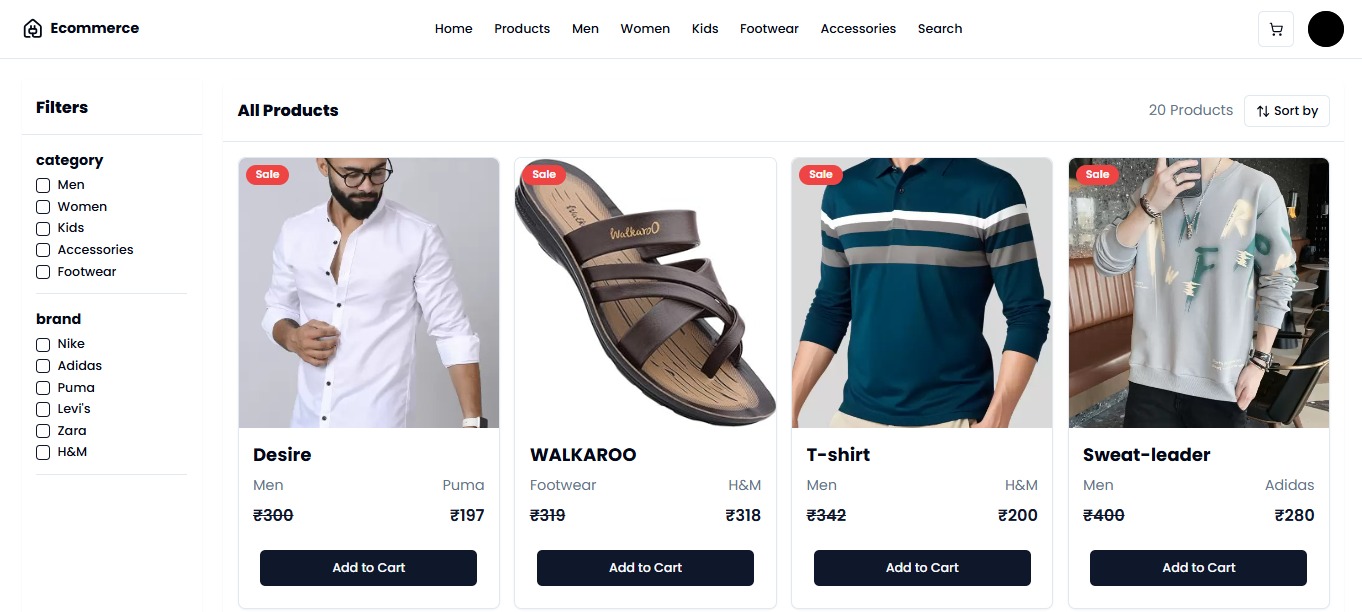 Ecommerce
Home Products Men Women Kids Footwear Accessories Search
Filters
category
Men
Women
Kids
Accessories
Footwear
brand
Nike
Adidas
Puma
Levi's
Zara
H&M
All Products
20 Products Sort by
Sale
Desire
Men Puma
₹300 ₹197
Add to Cart
Sale
WalkaroO
WALKAROO
Footwear H&M
₹319 ₹318
Add to Cart
Sale
T-shirt
Men H&M
₹342 ₹200
Add to Cart
Sale
Sweat-leader
Men Adidas
₹400 ₹280
Add to Cart